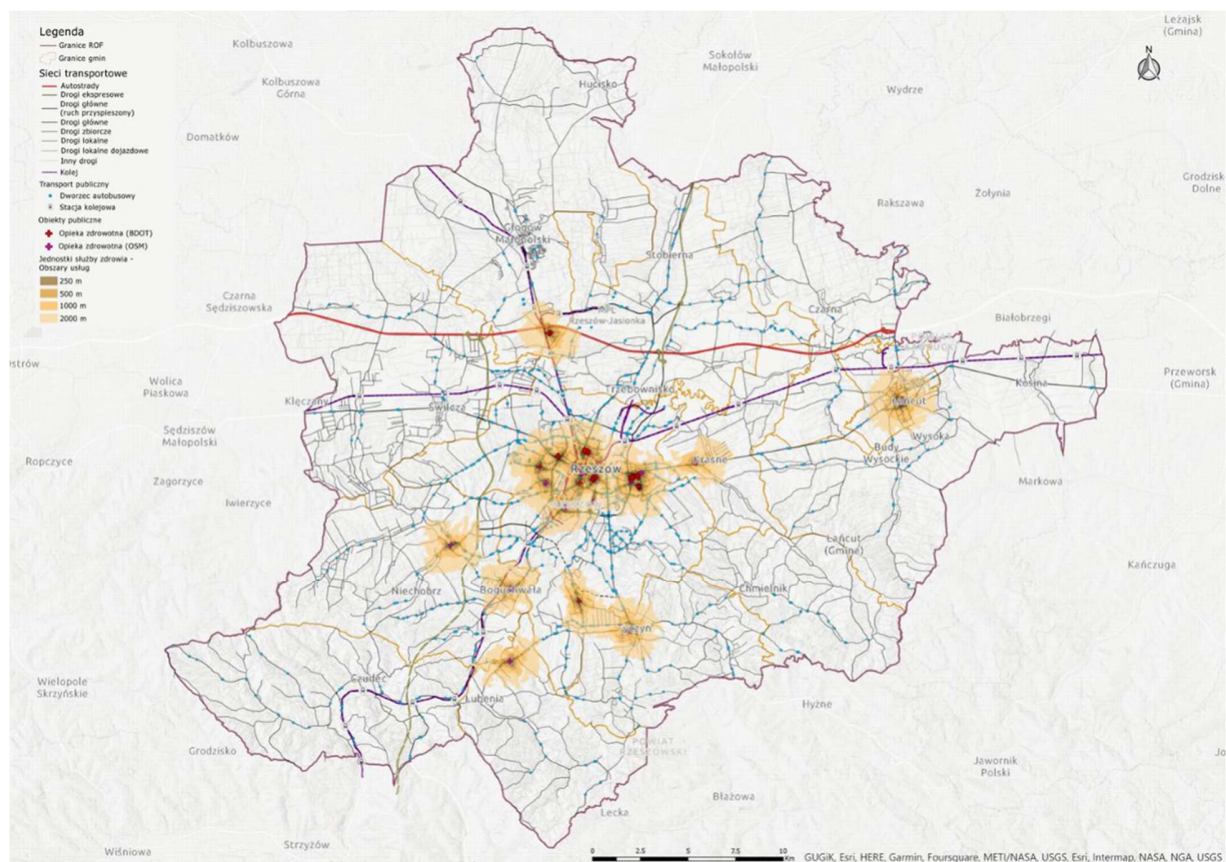 Legenda
Granice ROF
Granice gmin
Sieci transportowe
Autostrady
Drogi ekspresowe
Drogi główne
(ruch przyspieszony)
Drogi główne
Drogi zbiorcze
Drogi lokalne
Drogi lokalne dojazdowe
Inny drogi
Kolej
Transport publiczny
Dworzec autobusowy
Stacja kolejowa
Obiekty publiczne
Opieka zdrowotna (BDOT)
Opieka zdrowotna (OSM)
Jednostki służby zdrowia -
Obszary usług
250 m
500 m
1000 m
2000 m
Leżajsk
(Gmina)
Kolbuszowa
Sokołów
Małopolski
N
Kolbuszowa
Górna
Hucisko
Wydrze
Domatków
Grodzisk
Dolne
Żołynia
Rakszawa
Głogów
Małopolski
Stobierna
Czarna
Sędziszowska
MPL
Rzeszów-Jasionka
Czarna
Białobrzegi
Wolica
Piaskowa
Trzebownisko
Kosina
Przeworsk
(Gmina)
Klęczany
Świlcza
Łańcut
Sędziszów
Małopolski
Wysoka
Budy
Wysockie
Ropczyce
Krasne
Rzeszów
Zagorzyce
Markowa
Iwierzyce
Łańcut
(Gmina)
Kańczuga
Niechobrz
Boguchwała
Chmielnik
Tyczyn
Wielopole
Skrzyńskie
Czudec
Lubenia
Hyżne
Grodzisko
POWIAT
RZESZOWSKI
Jawornik
Polski
Błażowa
Lecka
Strzyżów
Wiśniowa
0 2.5 5 7.5 10
Km
GUGiK, Esri, HERE, Garmin, Foursquare, METI/NASA, USGS, Esri, Intermap, NASA, NGA, USGS